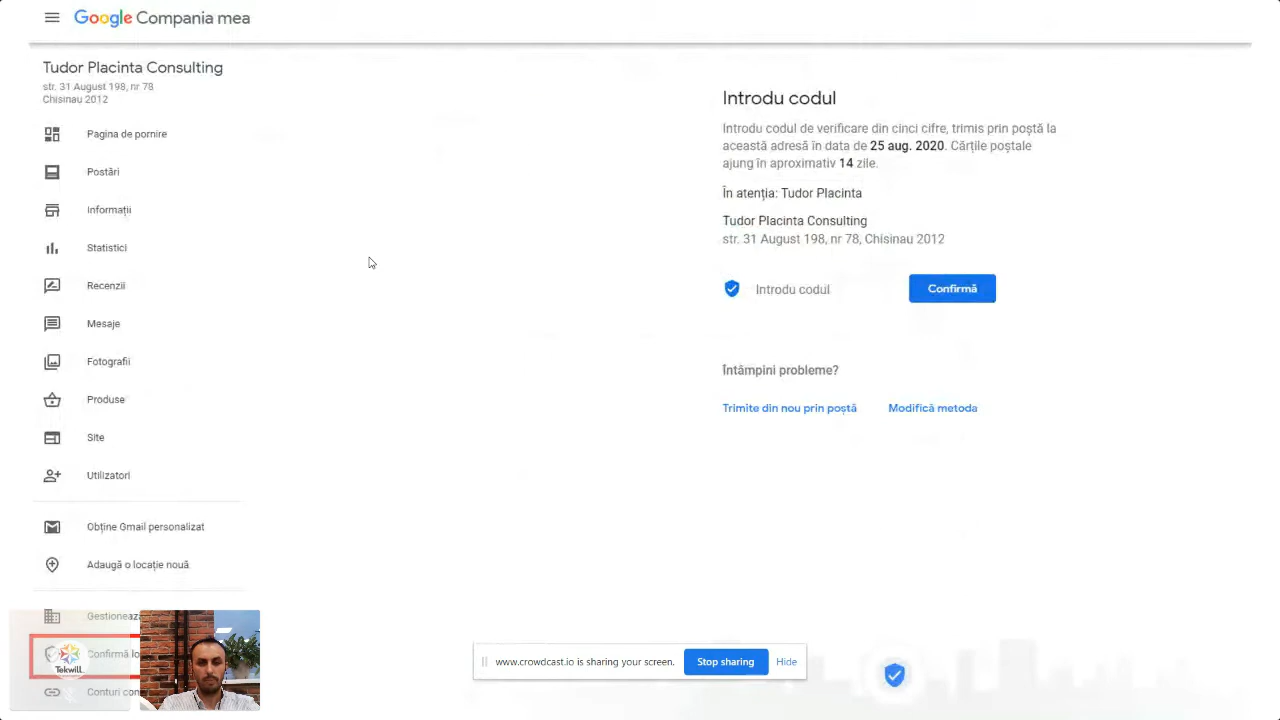 Google Compania mea
Tudor Placinta Consulting
str. 31 August 198, nr 78
Chisinau 2012
Pagina de pornire
Postări
Informații
Statistici
Recenzii
Mesaje
Fotografii
Produse
Site
Utilizatori
Obține Gmail personalizat
Adaugă o locație nouă
Introdu codul
Introdu codul de verificare din cinci cifre, trimis prin poștă la
această adresă în data de 25 aug. 2020. Cărțile poștale
ajung în aproximativ 14 zile.
În atenția: Tudor Placinta
Tudor Placinta Consulting
str. 31 August 198, nr 78, Chisinau 2012
Introdu codul
Confirmă
Întâmpini probleme?
Trimite din nou prin poștă Modifică metoda
Confirmă
Tekwill
Conturi
www.crowdcast.io is sharing your screen. Stop sharing Hide